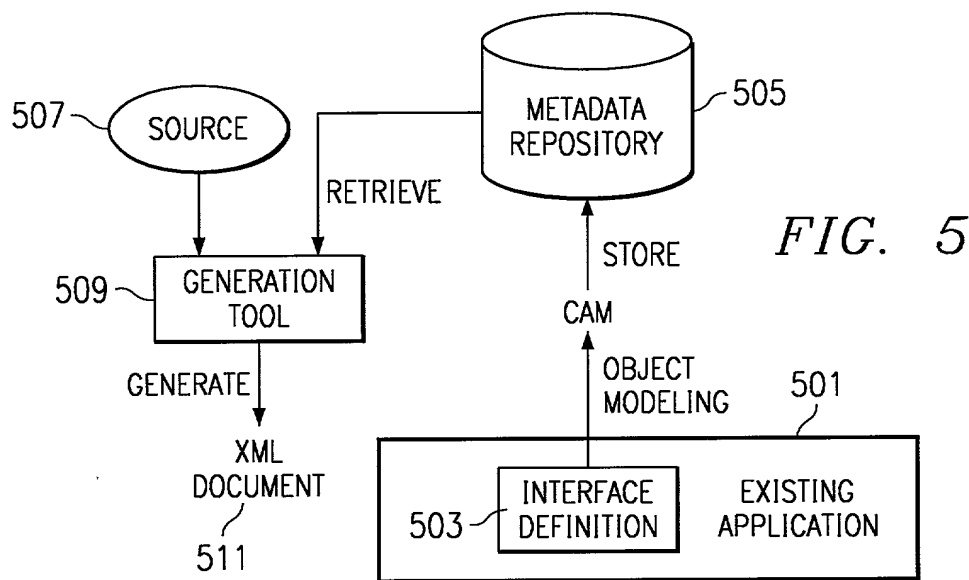 507
SOURCE
METADATA
REPOSITORY
505
RETRIEVE
FIG. 5
509
GENERATION
TOOL
STORE
CAM
GENERATE
OBJECT
MODELING
501
XML
DOCUMENT
511
503
INTERFACE
DEFINITION
EXISTING
APPLICATION